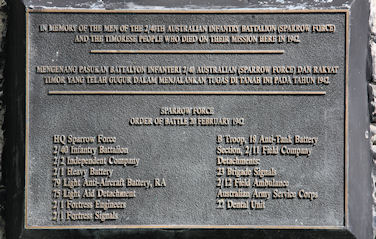 IN MEMORY OF THE MEN OF THE 2/40TH AUSTRALIAN INFANTRY BATTALION (SPARROW FORCE)
AND THE TIMORESE PEOPLE WHO DIED ON THEIR MISSION HERE IN 1942.
MENGENANG PASUKAN BATTALYON INFANTERI 2/40 AUSTRALIAN (SPARROW FORCE) DAN RAKYAT
TIMOR YANG TELAH GUGUR DALAM MENJALANKAN TUGAS DI TANAH INI PADA TAHUN 1942.
SPARROW FORCE
ORDER OF BATTLE 20 FEBRUARY 1942
HQ Sparrow Force
2/40 Infantry Battalion
2/2 Independent Company
2/1 Heavy Battery
79 Light Anti-Aircraft Battery, RA
75 Light Aid Detachment
2/1 Fortress Engineers
2/1 Fortress Signals
B Troop, 18 Anti-Tank Battery
Section, 2/11 Field Company
Detachments:
23 Brigade Signals
2/12 Field Ambulance
Australian Army Service Corps
22 Dental Unit